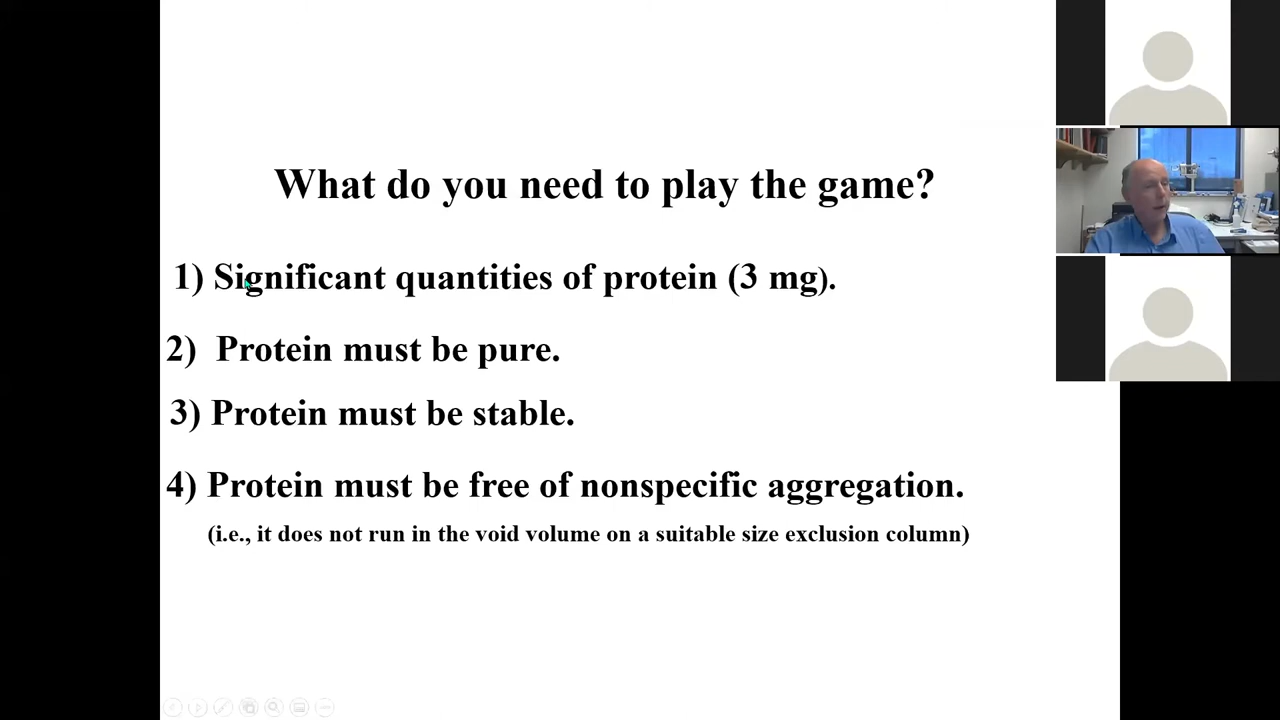 What do you need to play the game?
1) Significant quantities of protein (3 mg).
2) Protein must be pure.
3) Protein must be stable.
4) Protein must be free of nonspecific aggregation.
(i.e., it does not run in the void volume on a suitable size exclusion column)